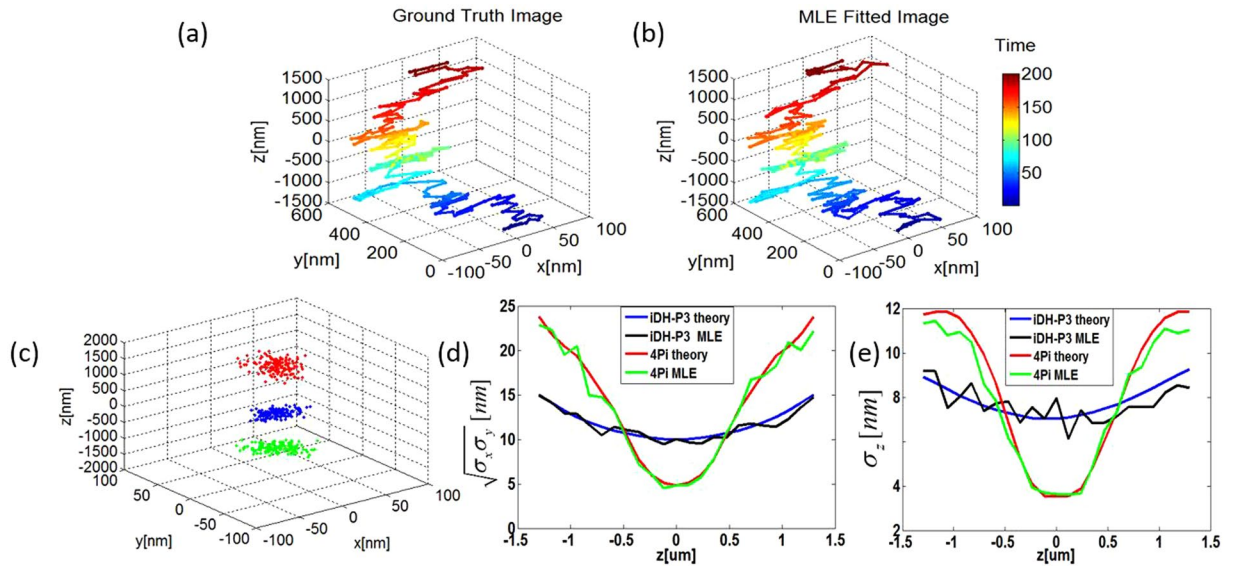 Ground Truth Image
MLE Fitted Image
(a)
(b)
Time
1500
1000
500
0
-500
-1000
-1500
z[nm]
600
400
200
0
y[nm]
-100
-50
0
50
100
x[nm]
1500
1000
500
0
-500
-1000
-1500
z[nm]
600
400
200
0
y[nm]
-100
-50
0
50
100
x[nm]
200
150
100
50
(c)
2000
1500
1000
500
0
-500
-1000
-1500
-2000
z[nm]
100
50
0
-50
-100
y[nm]
-100
-50
0
50
100
x[nm]
(d)
25
20
15
10
5
0
√σxσy [nm]
iDH-P3 theory
iDH-P3 MLE
4Pi theory
4Pi MLE
-1.5
-1
-0.5
0
0.5
1
1.5
z[um]
(e)
12
10
8
6
4
2
σz [nm]
iDH-P3 theory
iDH-P3 MLE
4Pi theory
4Pi MLE
-1.5
-1
-0.5
0
0.5
1
1.5
z[um]